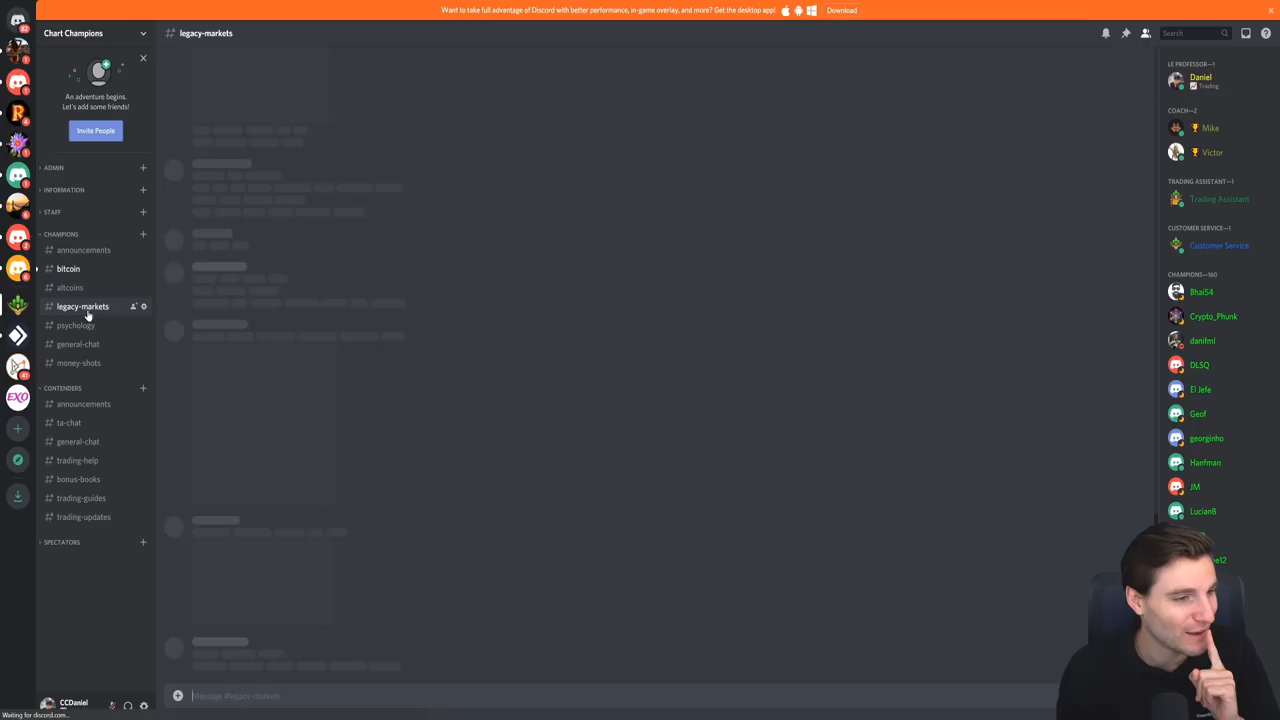 Want to take full advantage of Discord with better performance, in-game overlay, and more? Get the desktop app! Download
Chart Champions
# legacy-markets
Search
An adventure begins.
Let's add some friends!
Invite People
ADMIN
INFORMATION
STAFF
CHAMPIONS
# announcements
# bitcoin
# altcoins
# legacy-markets
# psychology
# general-chat
# money-shots
CONTENDERS
# announcements
# ta-chat
# general-chat
# trading-help
# bonus-books
# trading-guides
# trading-updates
SPECTATORS
CCDaniel
Waiting for discord.com...
Message #legacy-markets
LE PROFESSOR—1
Daniel
Trading
COACH—2
Mike
Victor
TRADING ASSISTANT—1
Trading Assistant
CUSTOMER SERVICE—1
Customer Service
CHAMPIONS—160
Bhai54
Crypto_Phunk
danifml
DLSQ
El Jefe
Geof
georginho
Hanfman
JM
LucianB